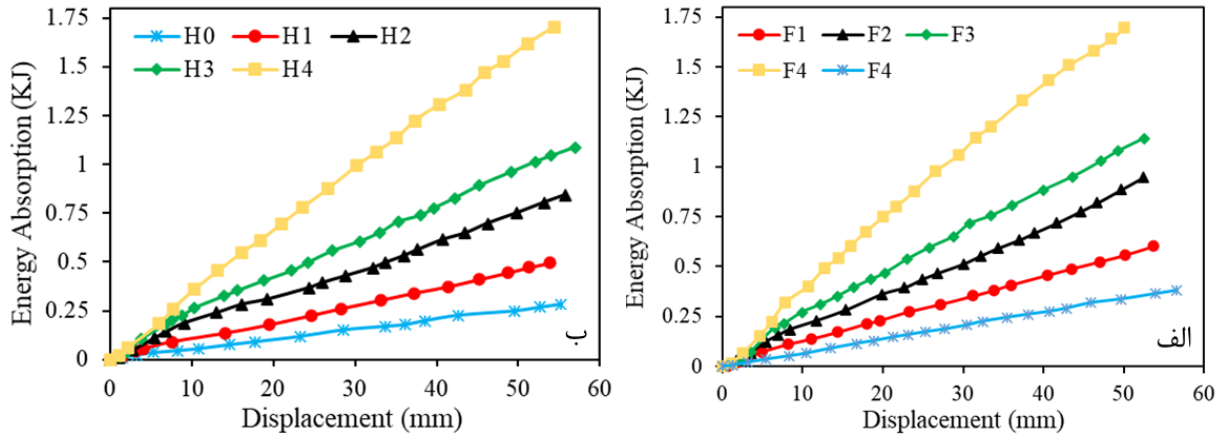 1.75
1.5
1.25
1
0.75
0.5
0.25
0
Energy Absorption (KJ)
H0 H1 H2
H3 H4
ب
0 10 20 30 40 50 60
Displacement (mm)
1.75
1.5
1.25
1
0.75
0.5
0.25
0
Energy Absorption (KJ)
F1 F2 F3
F4 F4
الف
0 10 20 30 40 50 60
Displacement (mm)